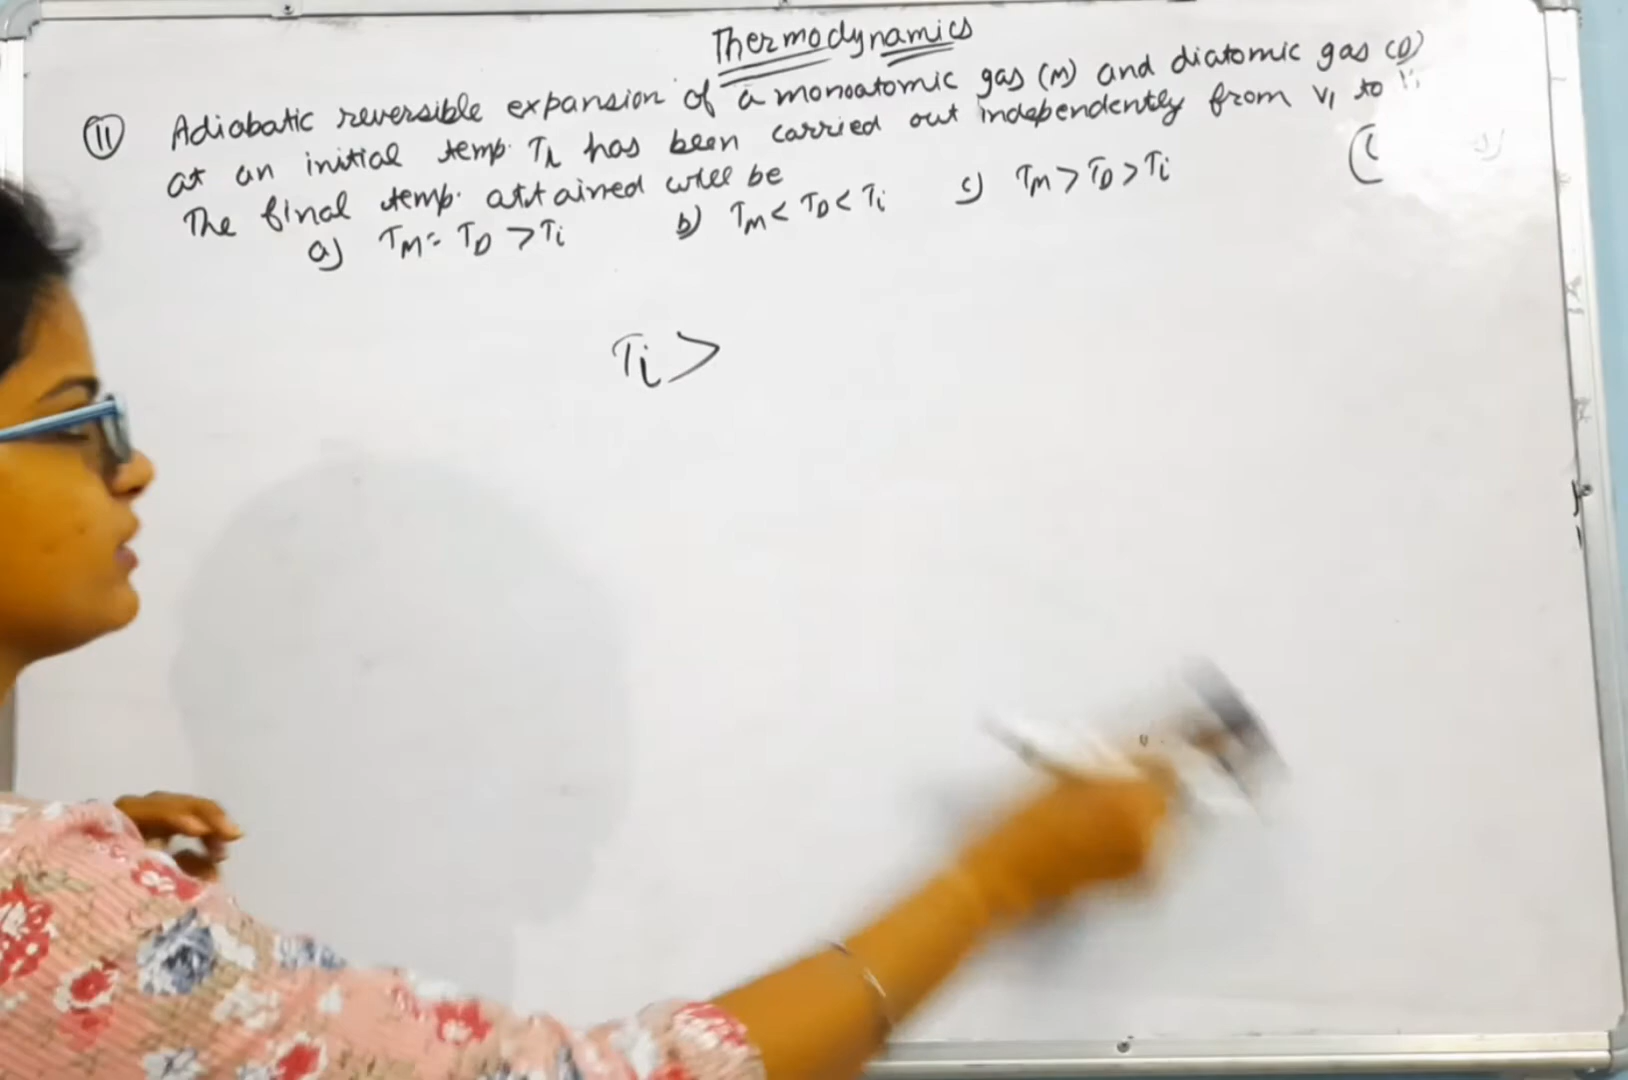 Thermodynamics
11 Adiabatic reversible expansion of a monoatomic gas (M) and diatomic gas (D)
at an initial temp. Ti has been carried out independently from V1 to
The final temp. attained will be
a) TM = TD > Ti b) TM < TD < Ti c) TM > TD > Ti
Ti >